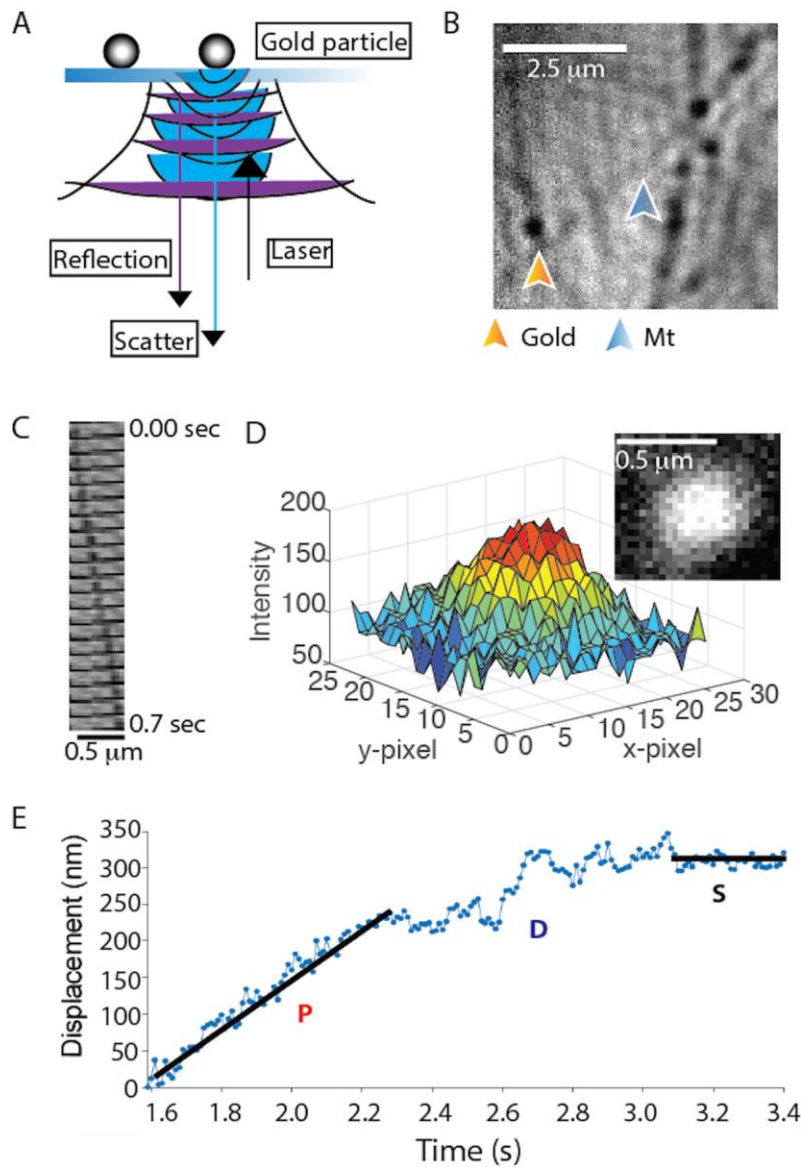 A
Gold particle
Reflection
Laser
Scatter
B
2.5 μm
Gold
Mt
C
0.00 sec
0.7 sec
0.5 μm
D
0.5 μm
200
150
100
50
Intensity
25
20
15
10
5
0
y-pixel
0
5
10
15
20
25
30
x-pixel
E
350
300
250
200
150
100
50
0
Displacement (nm)
P
D
S
1.6 1.8 2.0 2.2 2.4 2.6 2.8 3.0 3.2 3.4
Time (s)